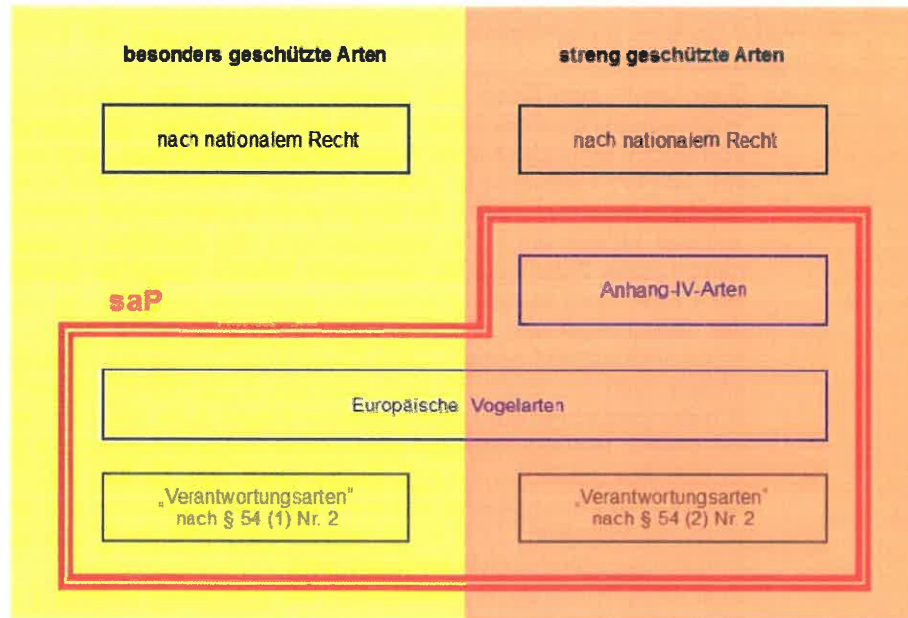 besonders geschützte Arten
streng geschützte Arten
nach nationalem Recht
nach nationalem Recht
Anhang-IV-Arten
saP
Europäische Vogelarten
„Verantwortungsarten"
nach § 54 (1) Nr. 2
„Verantwortungsarten"
nach § 54 (2) Nr. 2